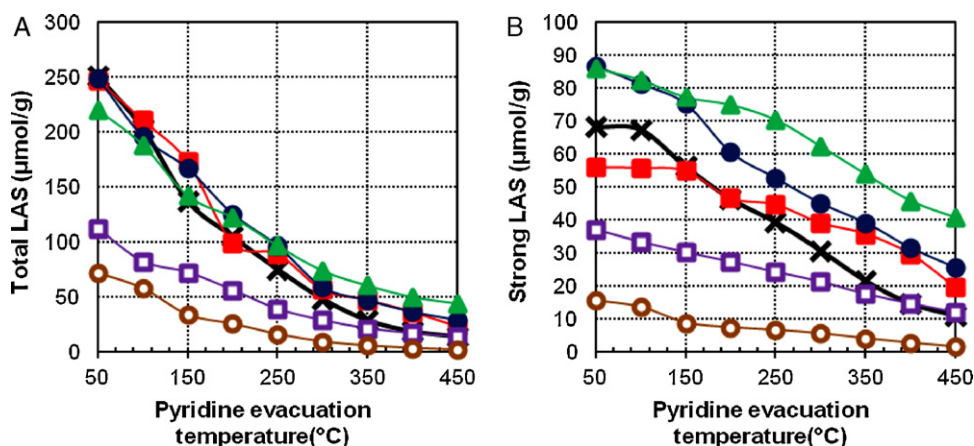 A
300
250
200
150
100
50
0
Total LAS (µmol/g)
50 150 250 350 450
Pyridine evacuation
temperature(°C)
B
100
90
80
70
60
50
40
30
20
10
0
Strong LAS (µmol/g)
50 150 250 350 450
Pyridine evacuation
temperature(°C)